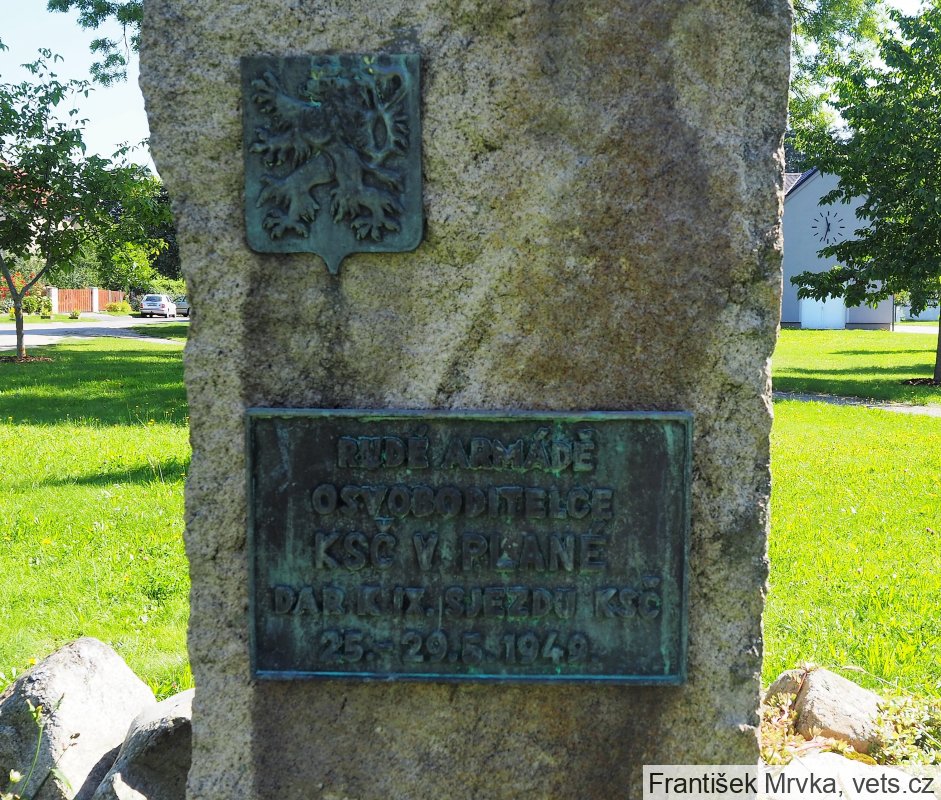 RUDÉ ARMÁDĚ
OSVOBODITELCE
KSČ V PLANÉ
DAR K IX. SJEZDU KSČ
25.-29.5.1949.
František Mrvka, vets.cz